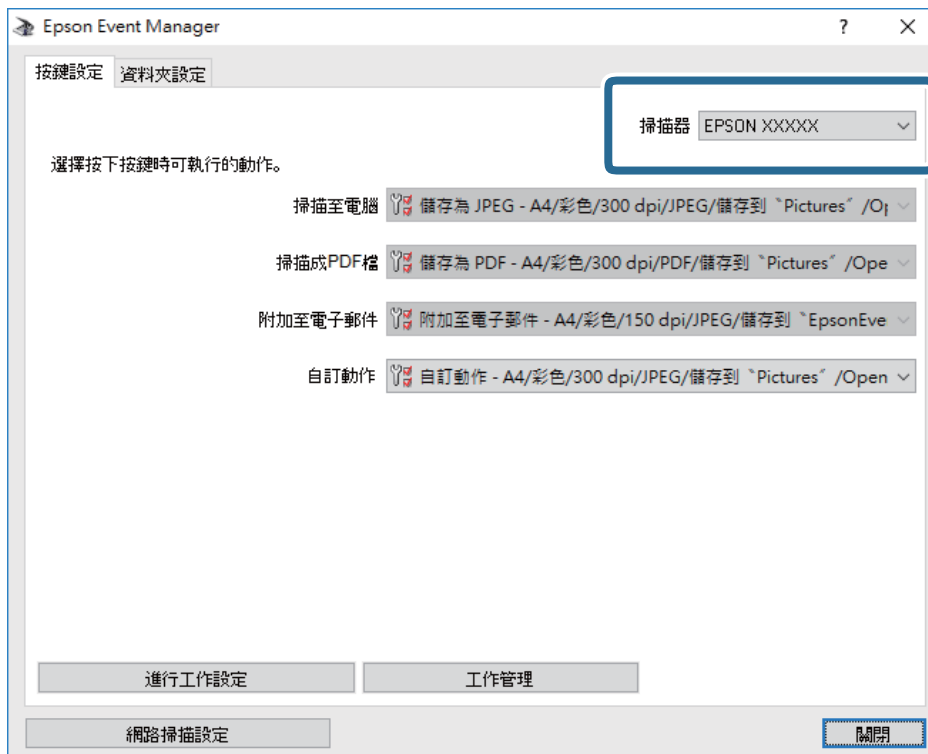 Epson Event Manager
按鍵設定 資料夾設定
掃描器 EPSON XXXXX
選擇按下按鍵時可執行的動作。
掃描至電腦 儲存為 JPEG - A4/彩色/300 dpi/JPEG/儲存到〝Pictures〞/Op
掃描成PDF檔 儲存為 PDF - A4/彩色/300 dpi/PDF/儲存到〝Pictures〞/Ope
附加至電子郵件 附加至電子郵件 - A4/彩色/150 dpi/JPEG/儲存到〝EpsonEve
自訂動作 自訂動作 - A4/彩色/300 dpi/JPEG/儲存到〝Pictures〞/Open
進行工作設定 工作管理
網路掃描設定 關閉